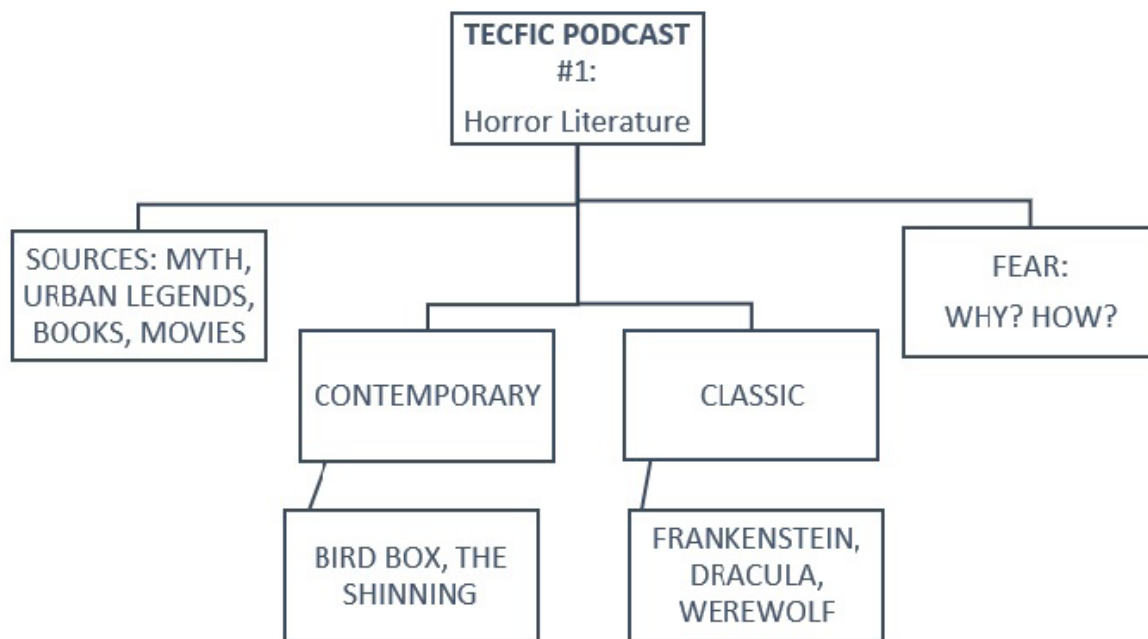 TECFIC PODCAST
#1:
Horror Literature
SOURCES: MYTH,
URBAN LEGENDS,
BOOKS, MOVIES
FEAR:
WHY? HOW?
CONTEMPORARY
CLASSIC
BIRD BOX, THE
SHINNING
FRANKENSTEIN,
DRACULA,
WEREWOLF